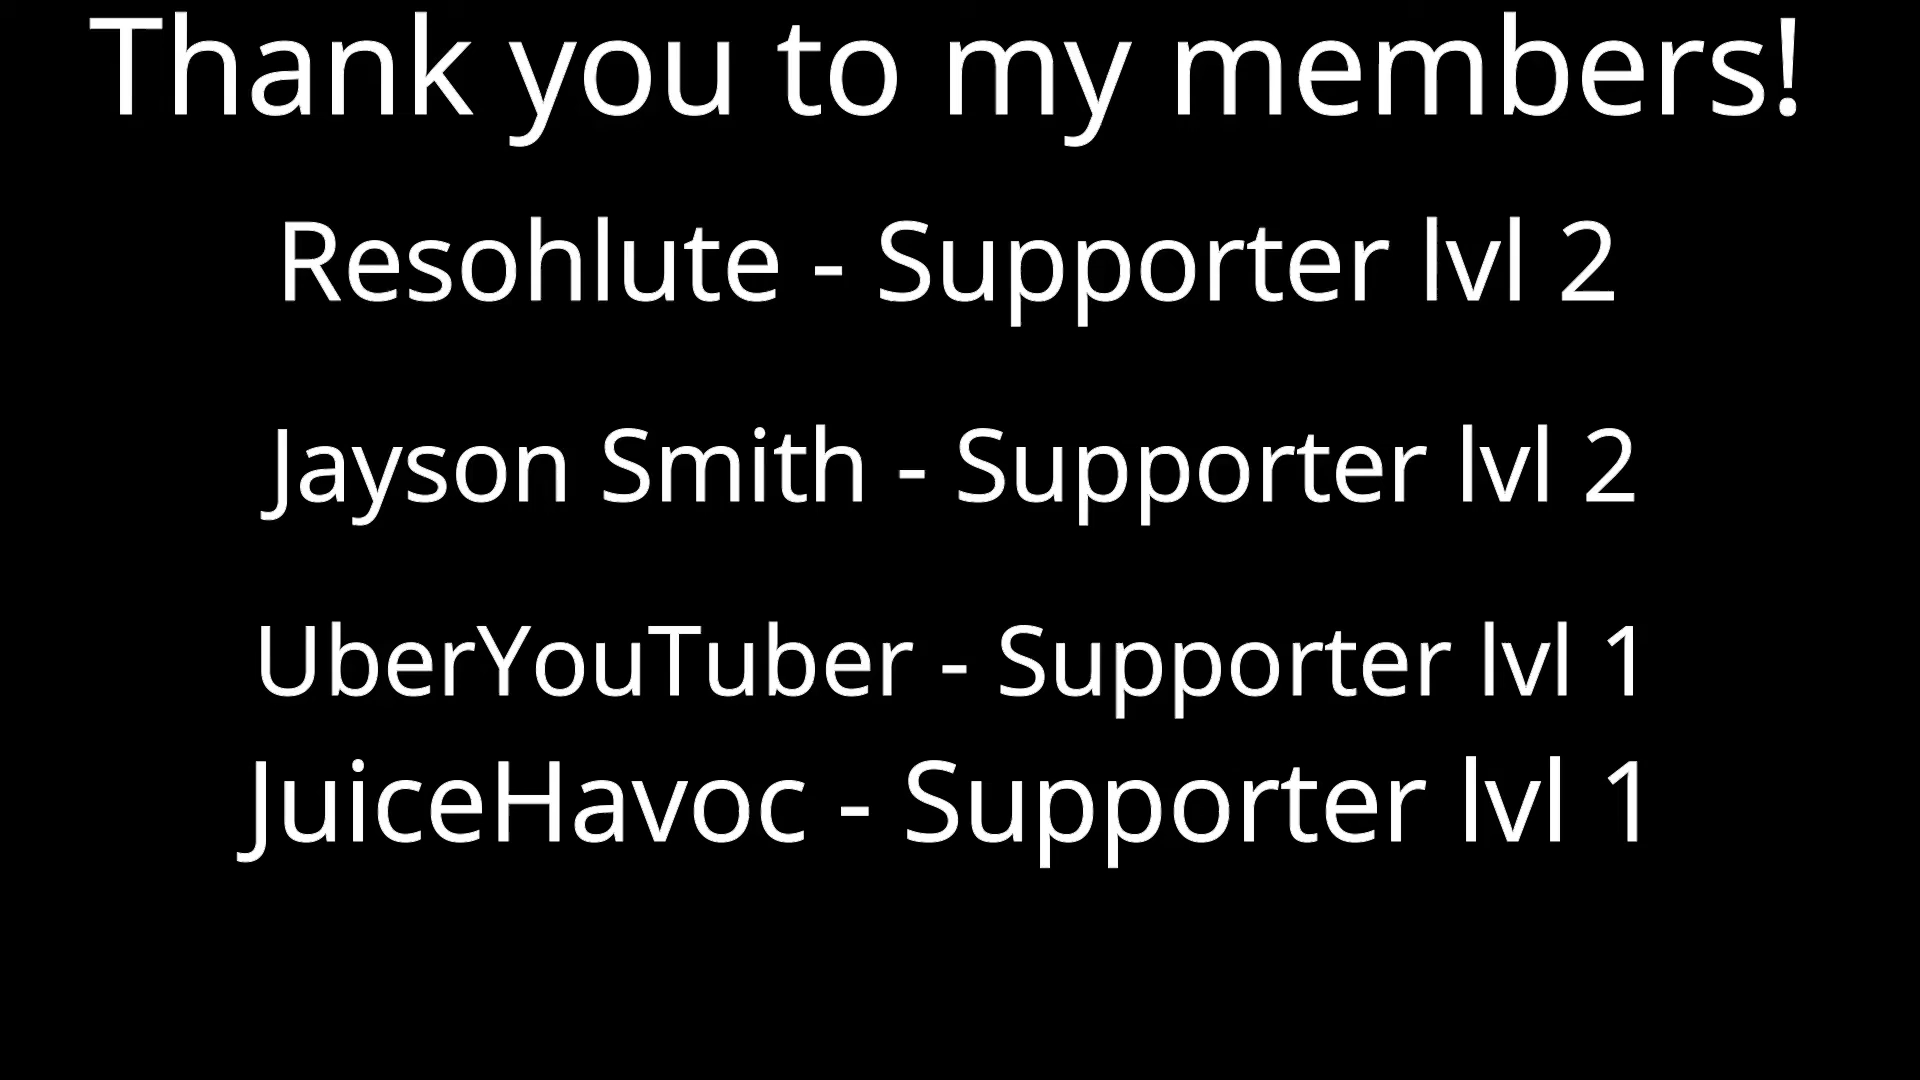 Thank you to my members!
Resohlute - Supporter lvl 2
Jayson Smith - Supporter lvl 2
UberYouTuber - Supporter lvl 1
JuiceHavoc - Supporter lvl 1